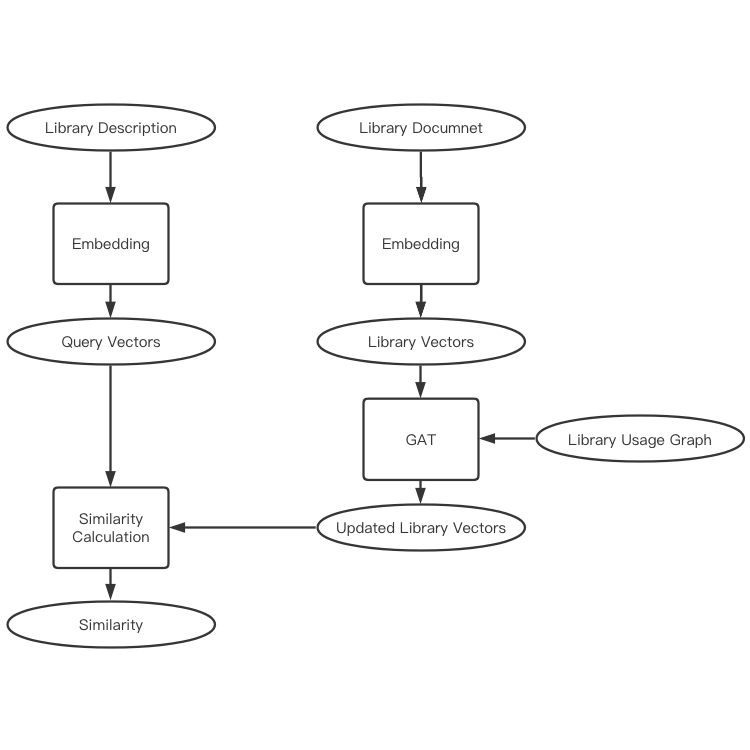 Library Description
Library Documnet
Embedding
Embedding
Query Vectors
Library Vectors
GAT
Library Usage Graph
Similarity
Calculation
Updated Library Vectors
Similarity